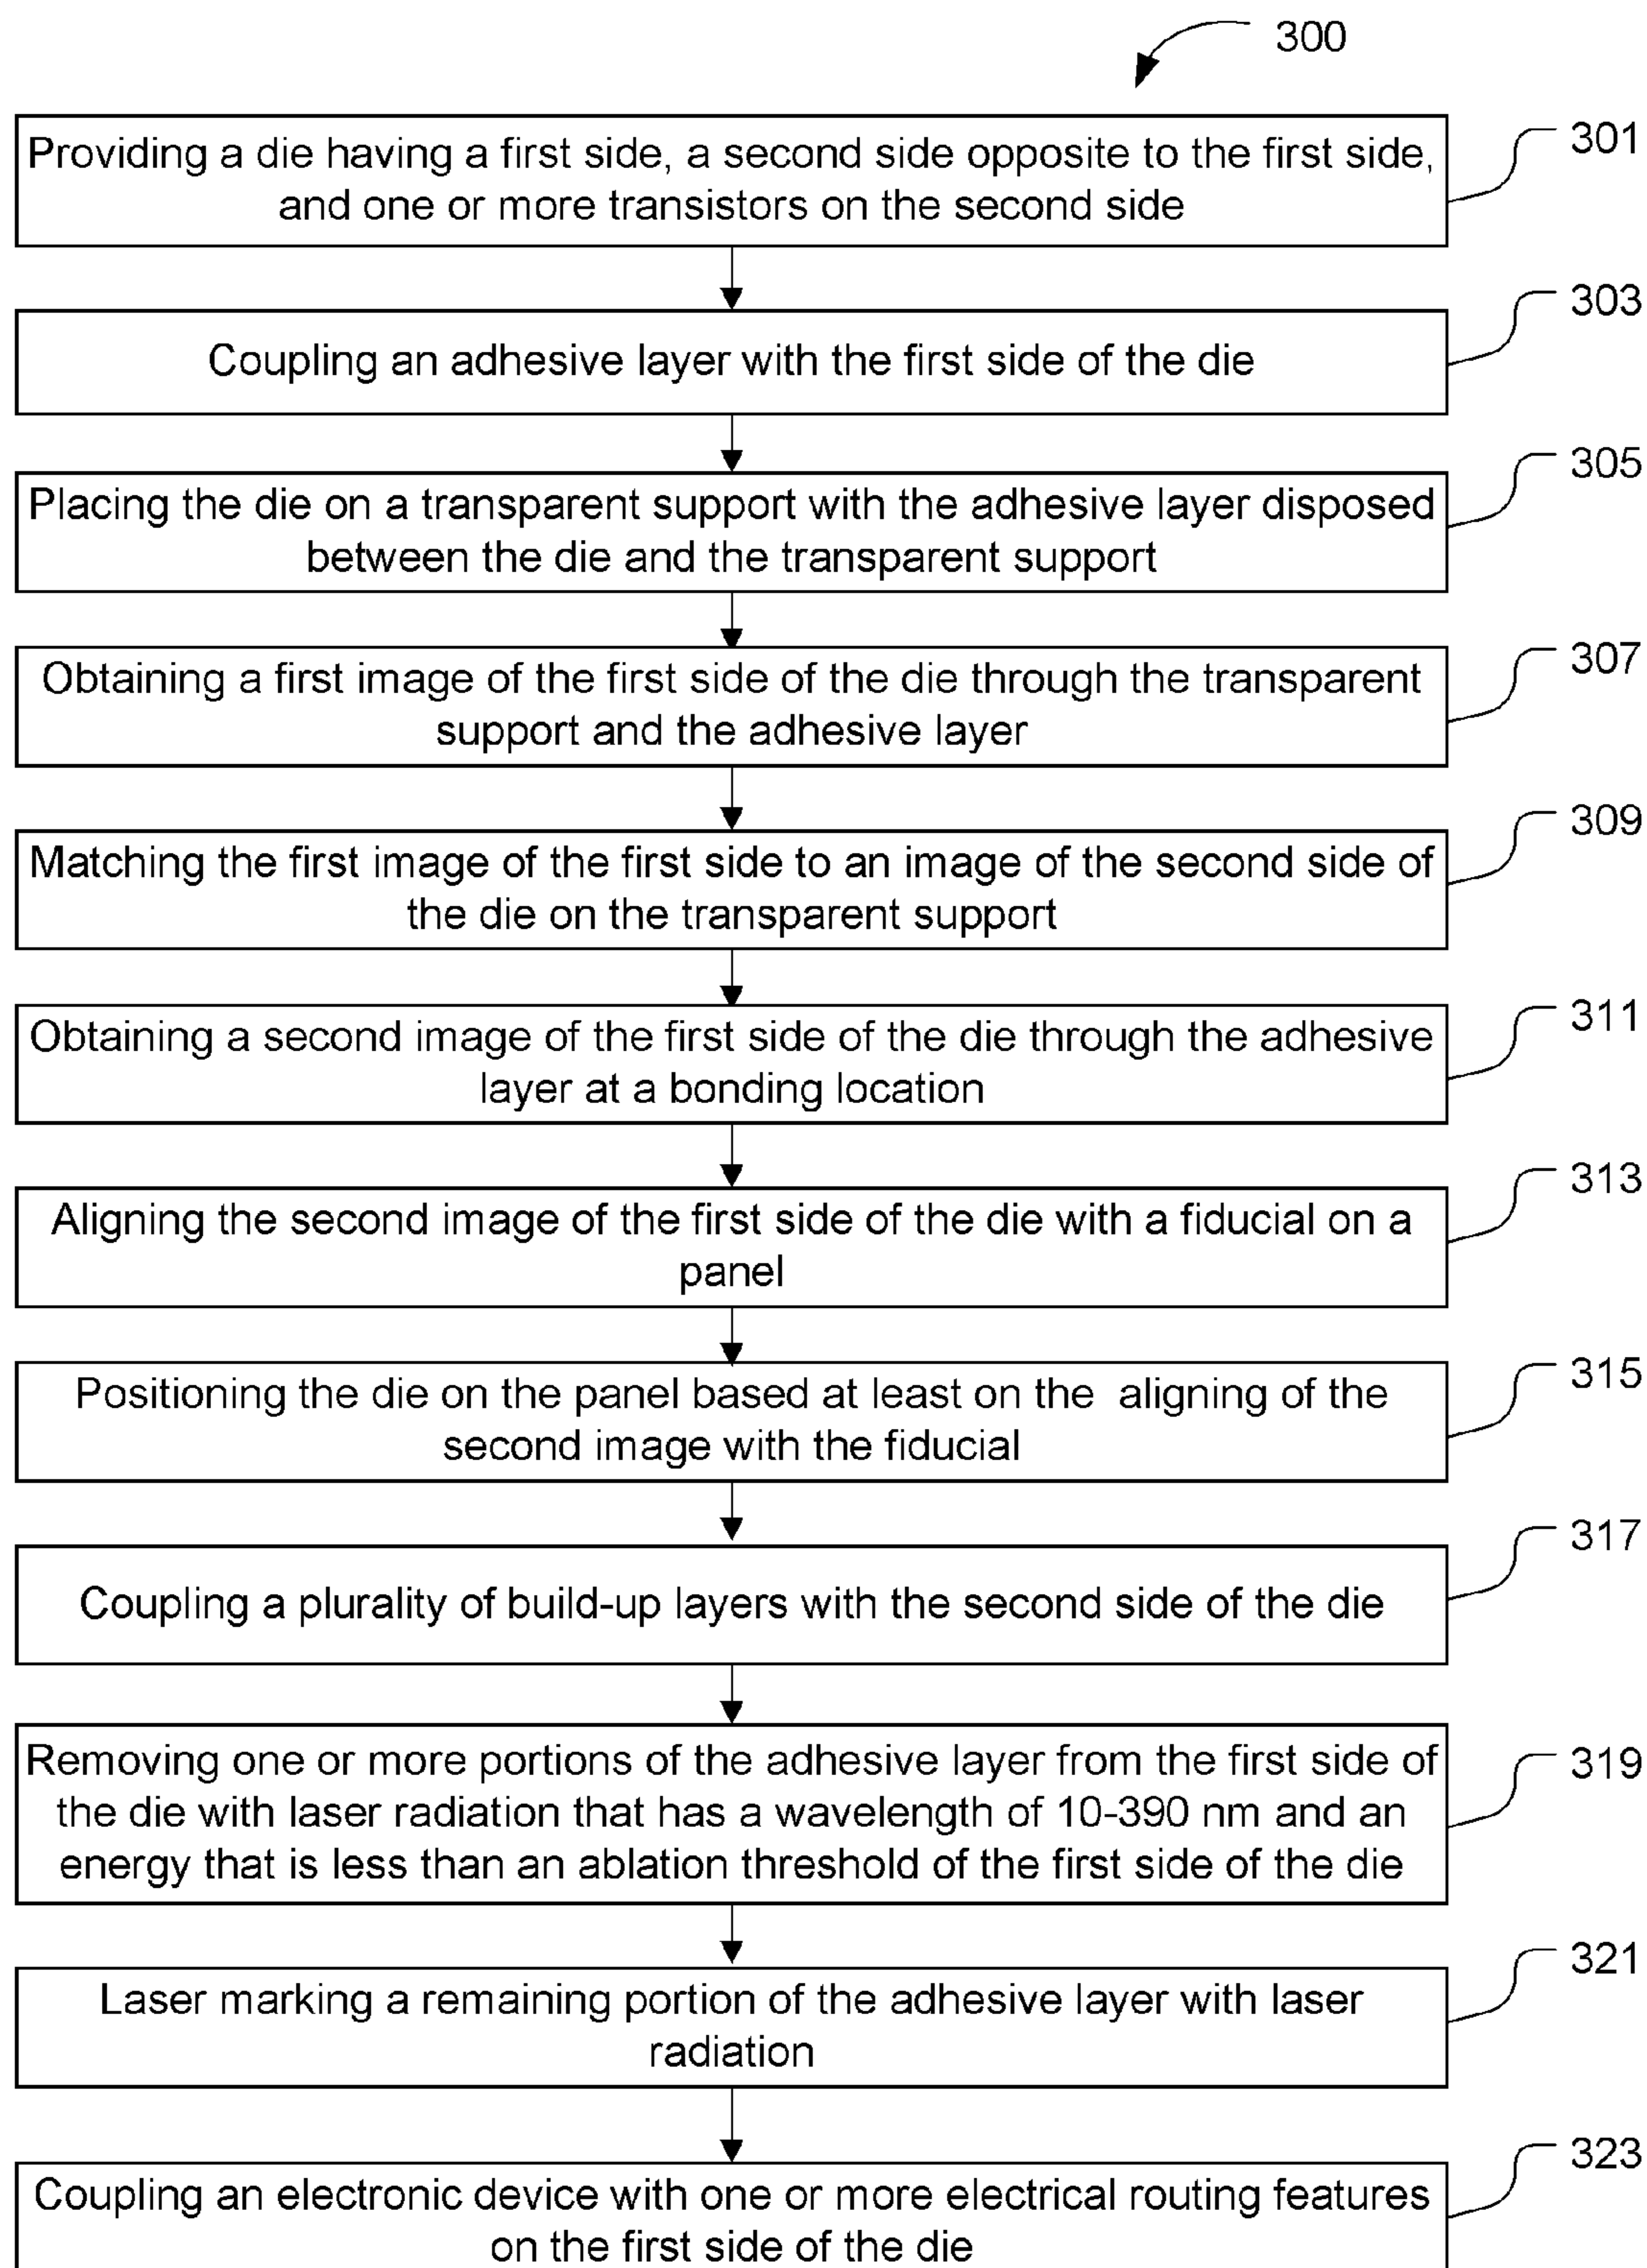 300
Providing a die having a first side, a second side opposite to the first side,
and one or more transistors on the second side
301
Coupling an adhesive layer with the first side of the die
303
Placing the die on a transparent support with the adhesive layer disposed
between the die and the transparent support
305
Obtaining a first image of the first side of the die through the transparent
support and the adhesive layer
307
Matching the first image of the first side to an image of the second side of
the die on the transparent support
309
Obtaining a second image of the first side of the die through the adhesive
layer at a bonding location
311
Aligning the second image of the first side of the die with a fiducial on a
panel
313
Positioning the die on the panel based at least on the aligning of the
second image with the fiducial
315
Coupling a plurality of build-up layers with the second side of the die
317
Removing one or more portions of the adhesive layer from the first side of
the die with laser radiation that has a wavelength of 10-390 nm and an
energy that is less than an ablation threshold of the first side of the die
319
Laser marking a remaining portion of the adhesive layer with laser
radiation
321
Coupling an electronic device with one or more electrical routing features
on the first side of the die
323